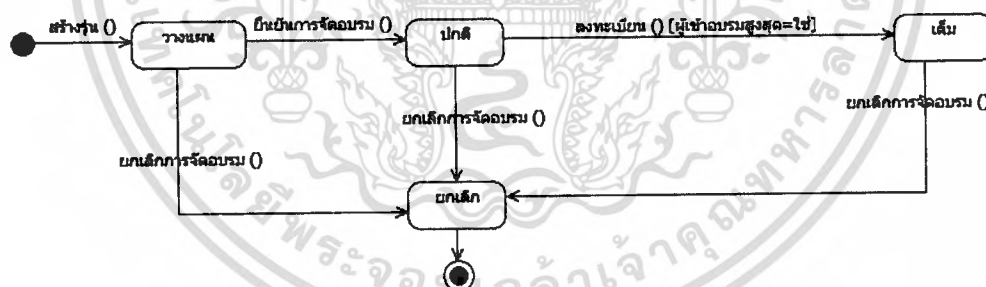 สร้างรุ่น ()
วางแผน
ยืนยันการจัดอบรม ()
ปกติ
ลงทะเบียน () [ผู้เข้าอบรมสูงสุด=ใช่]
เต็ม
ยกเลิกการจัดอบรม ()
ยกเลิกการจัดอบรม ()
ยกเลิกการจัดอบรม ()
ยกเลิก